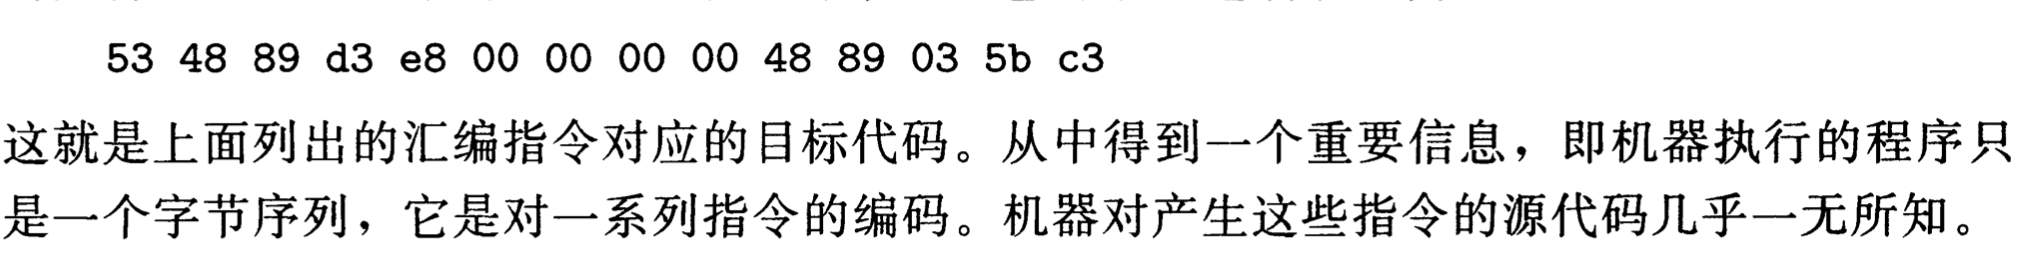 53 48 89 d3 e8 00 00 00 00 48 89 03 5b c3
这就是上面列出的汇编指令对应的目标代码。从中得到一个重要信息，即机器执行的程序只
是一个字节序列，它是对一系列指令的编码。机器对产生这些指令的源代码几乎一无所知。